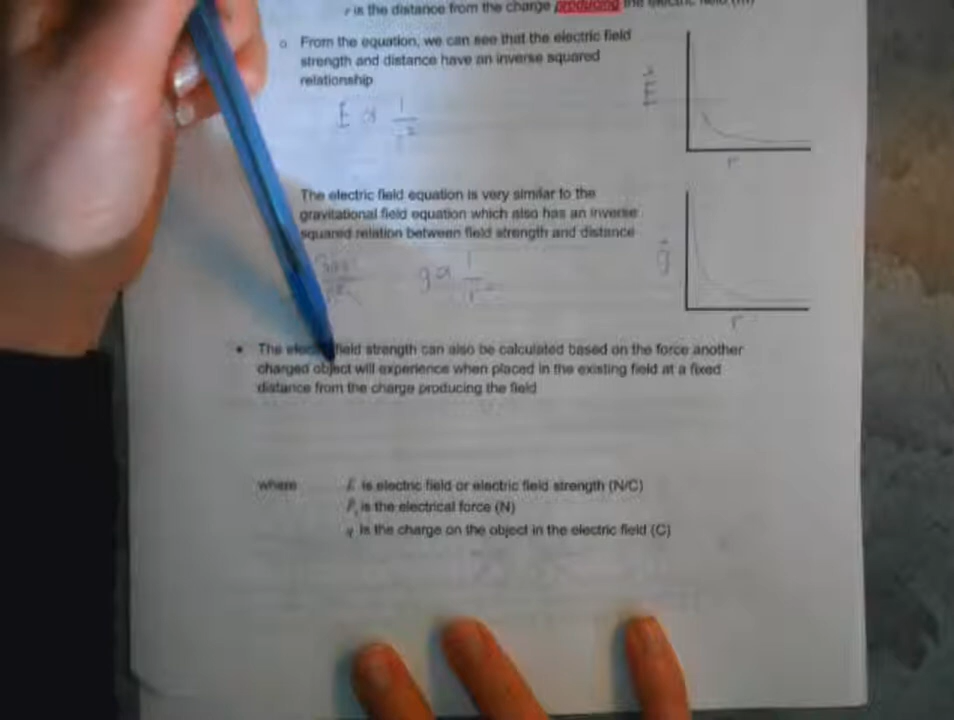 r is the distance from the charge producing the electric field (m)
o From the equation, we can see that the electric field
strength and distance have an inverse squared
relationship
E α 1/r²
E
r
The electric field equation is very similar to the
gravitational field equation which also has an inverse
squared relation between field strength and distance
g α 1/r²
g
r
• The electric field strength can also be calculated based on the force another
charged object will experience when placed in the existing field at a fixed
distance from the charge producing the field
where E is electric field or electric field strength (N/C)
F is the electrical force (N)
q is the charge on the object in the electric field (C)